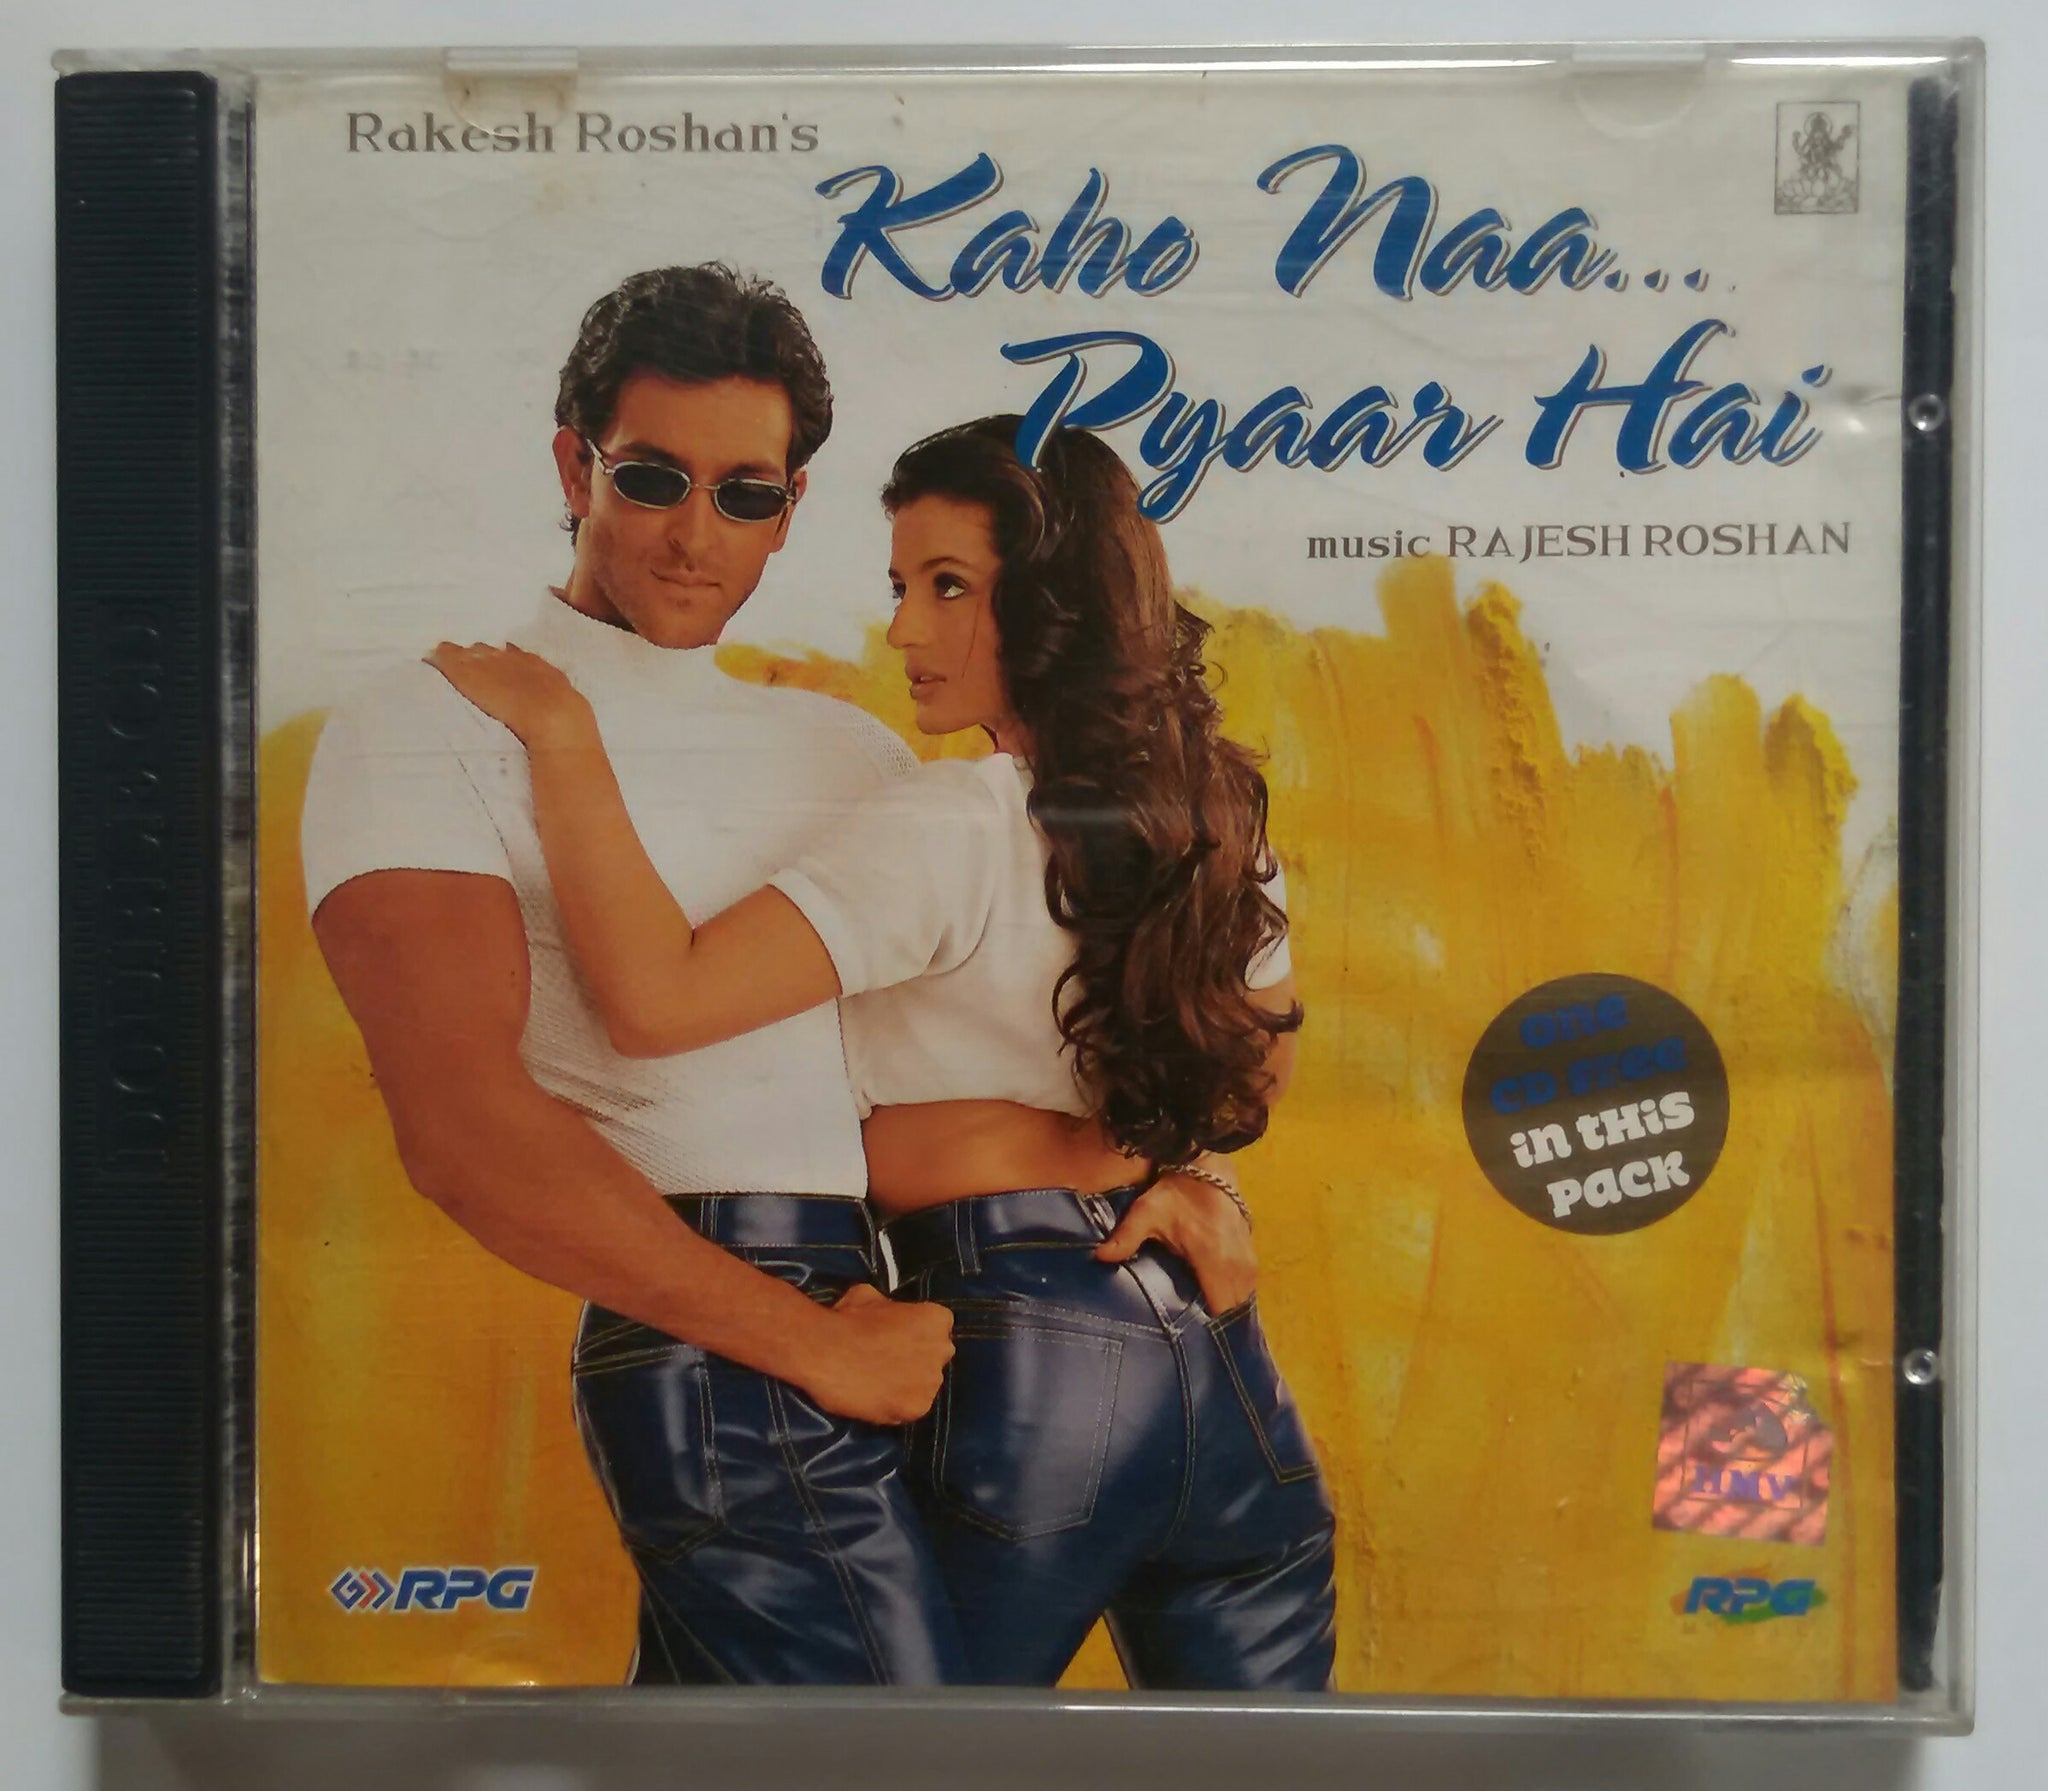 Rakesh Roshan's
Kaho Naa...
Pyaar Hai
music RAJESH ROSHAN
one
CD Free
in tHiS
pack
HMV
RPG
RPG